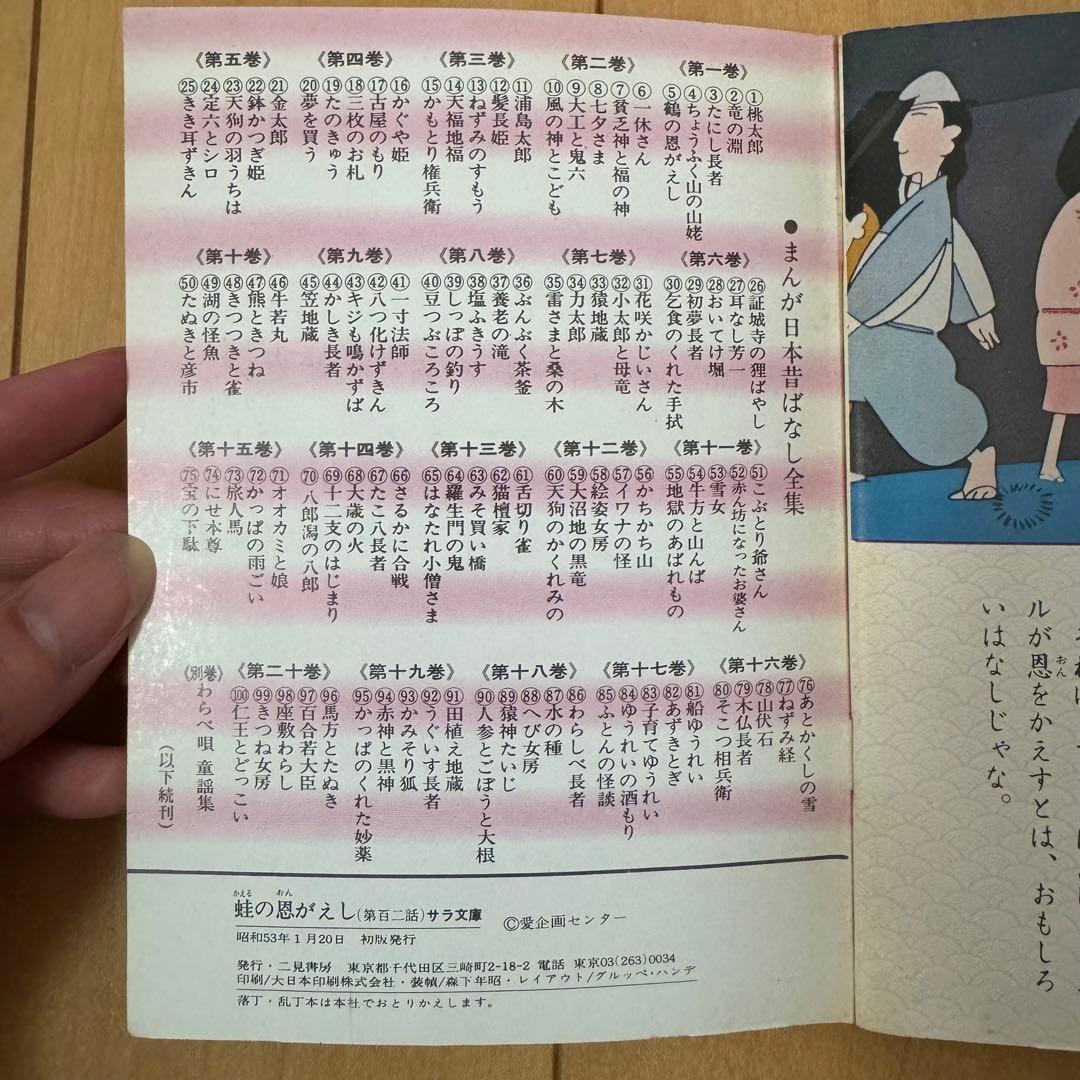 ●まんが日本昔ばなし全集
《第一巻》
①桃太郎
②竜の淵
③たにし長者
④ちょうふく山の山姥
⑤鶴の恩がえし
《第二巻》
⑥一休さん
⑦貧乏神と福の神
⑧七夕さま
⑨大工と鬼六
⑩風の神とこども
《第三巻》
⑪浦島太郎
⑫髪長姫
⑬ねずみのすもう
⑭天福地福
⑮かもとり権兵衛
《第四巻》
⑯かぐや姫
⑰古屋のもり
⑱三枚のお札
⑲たのきゅう
⑳夢を買う
《第五巻》
㉑金太郎
㉒鉢かつぎ姫
㉓天狗の羽うちは
㉔定六とシロ
㉕きき耳ずきん
《第六巻》
㉖証城寺の狸ばやし
㉗耳なし芳一
㉘おいてけ堀
㉙初夢長者
㉚乞食のくれた手拭
《第七巻》
㉛花咲かじいさん
㉜小太郎と母竜
㉝猿地蔵
㉞力太郎
㉟雷さまと桑の木
《第八巻》
㊱ぶんぶく茶釜
㊲養老の滝
㊳塩ふきうす
㊴しっぽの釣り
㊵豆つぶころころ
《第九巻》
㊶一寸法師
㊷八つ化けずきん
㊸キジも鳴かずば
㊹かしき長者
㊺笠地蔵
《第十巻》
㊻牛若丸
㊼熊ときつね
㊽きつつきと雀
㊾湖の怪魚
㊿たぬきと彦市
《第十一巻》
51こぶとり爺さん
52赤ん坊になったお婆さん
53雪女
54牛方と山んば
55地獄のあばれもの
《第十二巻》
56かちかち山
57イワナの怪
58絵姿女房
59大沼地の黒竜
60天狗のかくれみの
《第十三巻》
61舌切り雀
62猫檀家
63みそ買い橋
64羅生門の鬼
65はなたれ小僧さま
《第十四巻》
66さるかに合戦
67たこ八長者
68大歳の火
69十二支のはじまり
70八郎潟の八郎
《第十五巻》
71オオカミと娘
72かっぱの雨ごい
73旅人馬
74にせ本尊
75宝の下駄
《第十六巻》
76あとかくしの雪
77ねずみ経
78山伏石
79木仏長者
80そこつ相兵衛
《第十七巻》
81船ゆうれい
82あずきとぎ
83子育てゆうれい
84ゆうれいの酒もり
85ふとんの怪談
《第十八巻》
86わらしべ長者
87水の種
88へび女房
89猿神たいじ
90人参とごぼうと大根
《第十九巻》
91田植え地蔵
92うぐいす長者
93かみそり狐
94赤神と黒神
95かっぱのくれた妙薬
《第二十巻》
96馬方とたぬき
97百合若大臣
98座敷わらし
99きつね女房
100仁王とどっこい
《別巻》
わらべ唄 童謡集
(以下続刊)
蛙の恩がえし(第百二話)サラ文庫
かえる おん
©愛企画センター
昭和53年1月20日 初版発行
発行・二見書房 東京都千代田区三崎町2-18-2 電話 東京03(263)0034
印刷/大日本印刷株式会社・装幀/森下年昭・レイアウト/グルッペ・ハンデ
落丁・乱丁本は本社でおとりかえします。
ルが恩をかえすとは、おもしろ
おん
いはなしじゃな。